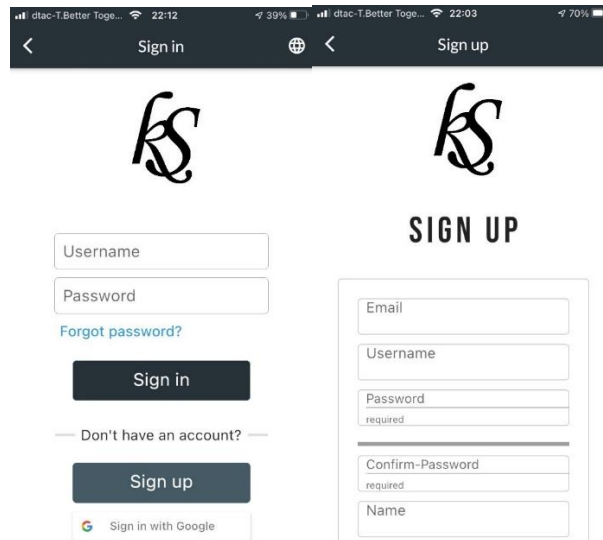 dtac-T.Better Toge... 22:12 39%
Sign in
kS
Username
Password
Forgot password?
Sign in
Don't have an account?
Sign up
G Sign in with Google
dtac-T.Better Toge... 22:03 70%
Sign up
kS
SIGN UP
Email
Username
Password
required
Confirm-Password
required
Name